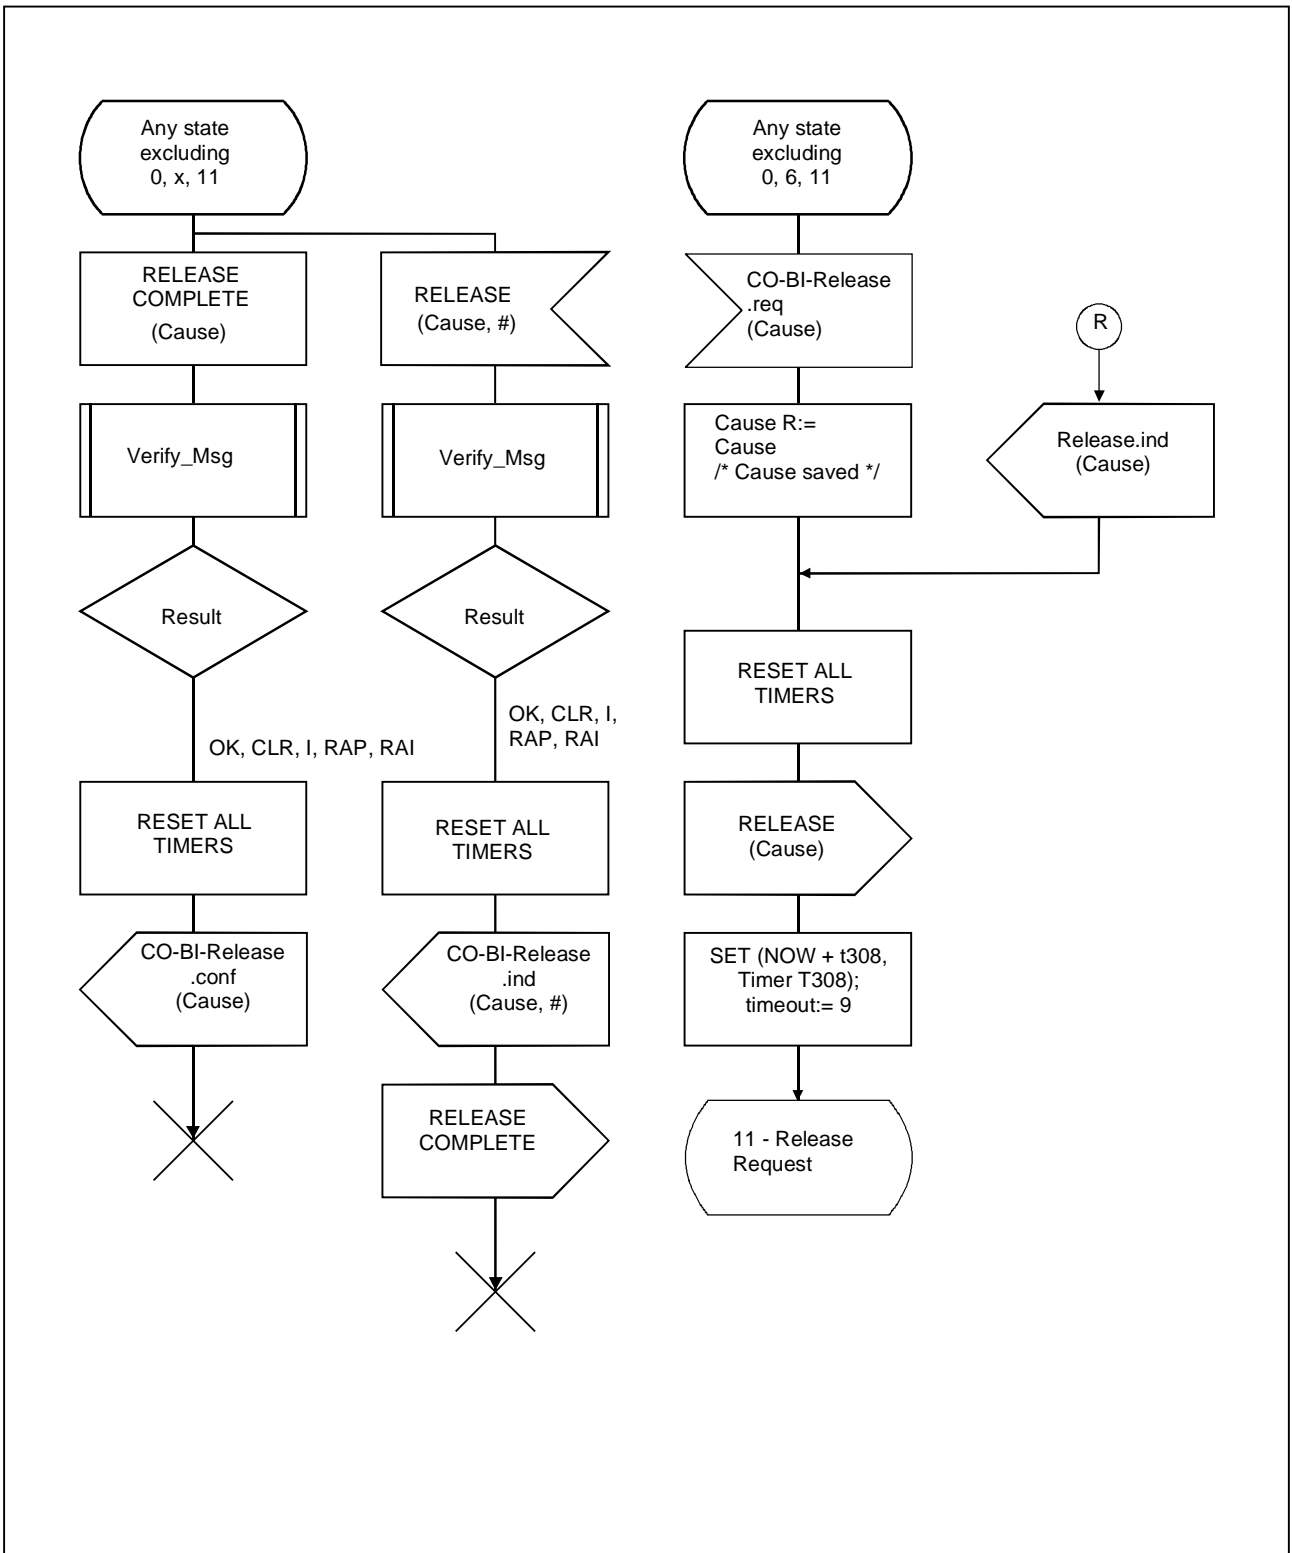 Any state
excluding
0, x, 11
RELEASE
COMPLETE
(Cause)
Verify_Msg
Result
OK, CLR, I, RAP, RAI
RESET ALL
TIMERS
CO-BI-Release
.conf
(Cause)
RELEASE
(Cause, #)
Verify_Msg
Result
OK, CLR, I,
RAP, RAI
RESET ALL
TIMERS
CO-BI-Release
.ind
(Cause, #)
RELEASE
COMPLETE
Any state
excluding
0, 6, 11
CO-BI-Release
.req
(Cause)
Cause R:=
Cause
/* Cause saved */
R
Release.ind
(Cause)
RESET ALL
TIMERS
RELEASE
(Cause)
SET (NOW + t308,
Timer T308);
timeout:= 9
11 - Release
Request